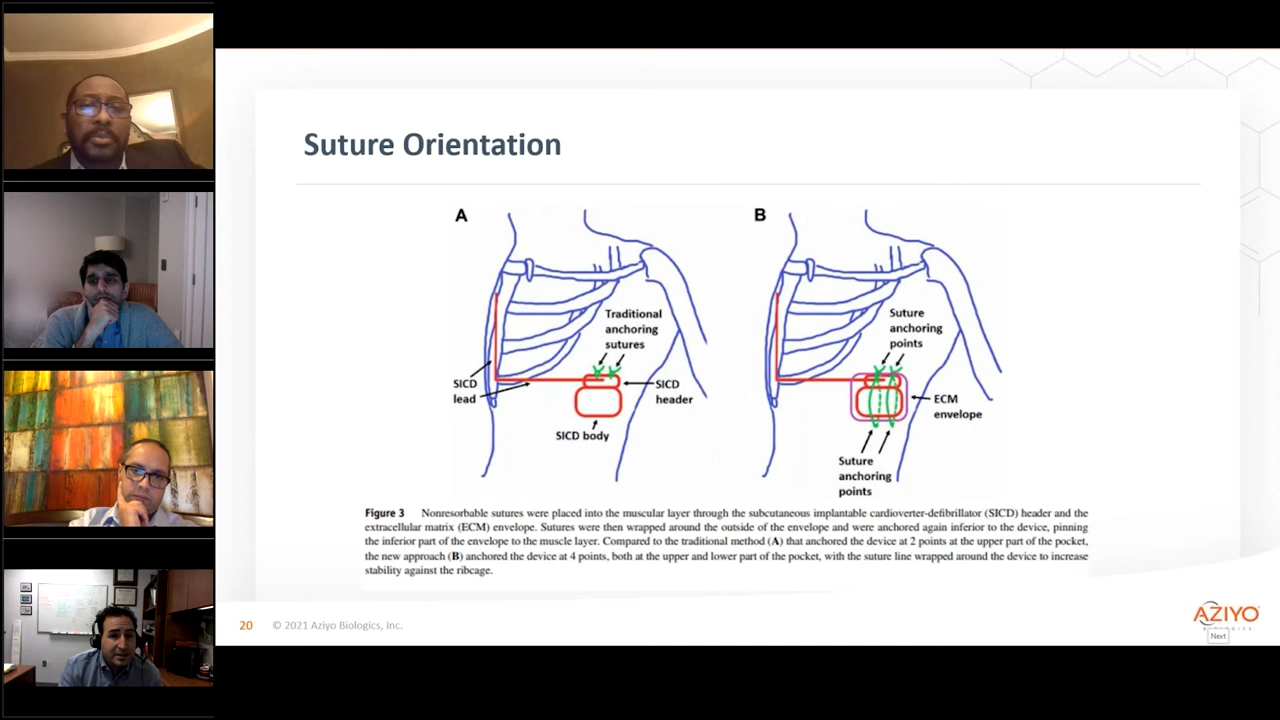 Suture Orientation
A
Traditional
anchoring
sutures
SICD
lead
SICD
header
SICD body
B
Suture
anchoring
points
ECM
envelope
Suture
anchoring
points
Figure 3 Nonresorbable sutures were placed into the muscular layer through the subcutaneous implantable cardioverter-defibrillator (SICD) header and the
extracellular matrix (ECM) envelope. Sutures were then wrapped around the outside of the envelope and were anchored again inferior to the device, pinning
the inferior part of the envelope to the muscle layer. Compared to the traditional method (A) that anchored the device at 2 points at the upper part of the pocket,
the new approach (B) anchored the device at 4 points, both at the upper and lower part of the pocket, with the suture line wrapped around the device to increase
stability against the ribcage.
20 © 2021 Aziyo Biologics, Inc.
AZIYO
Next